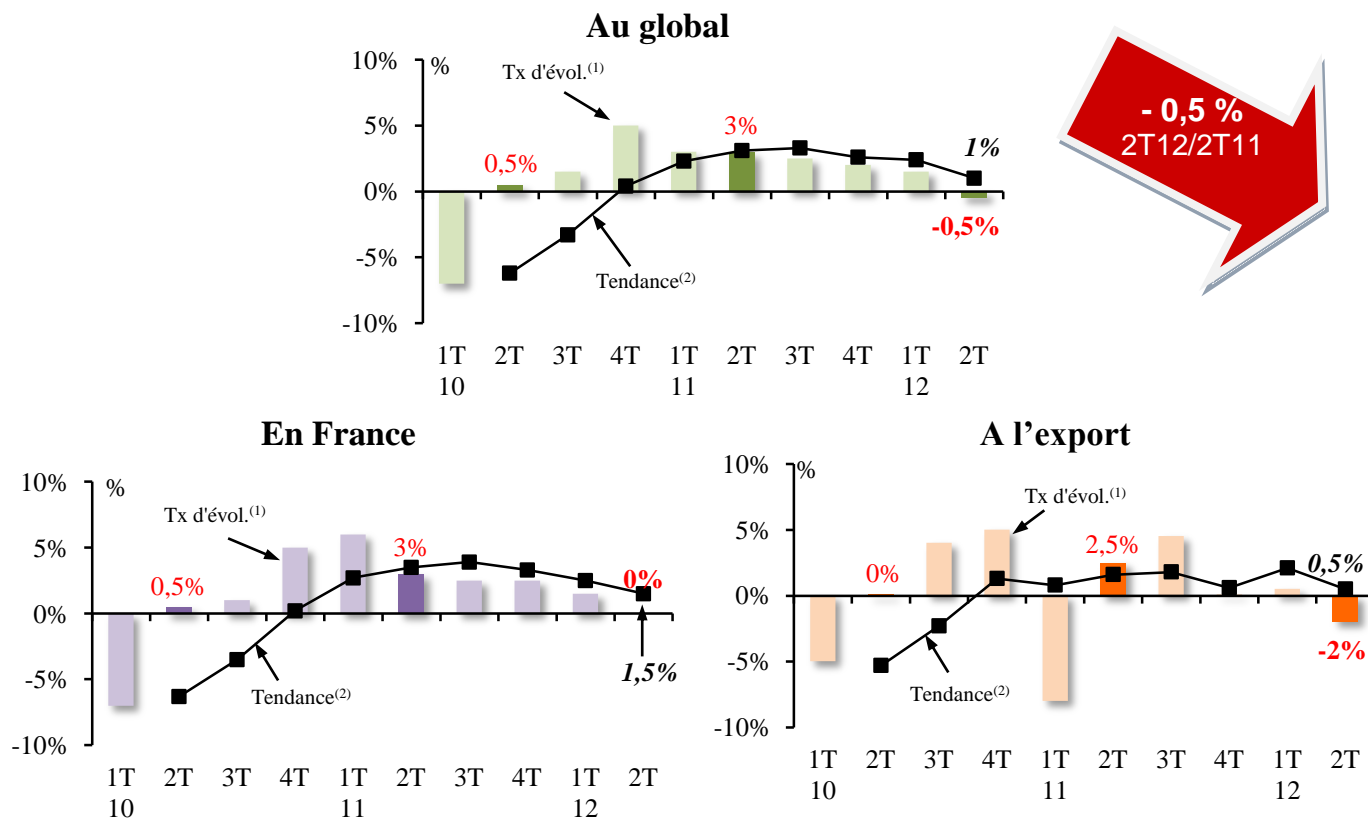 Au global
10%
%
Tx d'évol.(1)
5%
3%
1%
0,5%
0%
-0,5%
-5%
Tendance(2)
-10%
1T 2T 3T 4T 1T 2T 3T 4T 1T 2T
10 11 12
- 0,5 %
2T12/2T11
En France
10%
%
Tx d'évol.(1)
5%
3%
0,5%
0%
0%
-5%
1,5%
Tendance(2)
-10%
1T 2T 3T 4T 1T 2T 3T 4T 1T 2T
10 11 12
A l’export
10%
%
Tx d'évol.(1)
5%
2,5%
0,5%
0%
0%
-5%
-2%
Tendance(2)
-10%
1T 2T 3T 4T 1T 2T 3T 4T 1T 2T
10 11 12